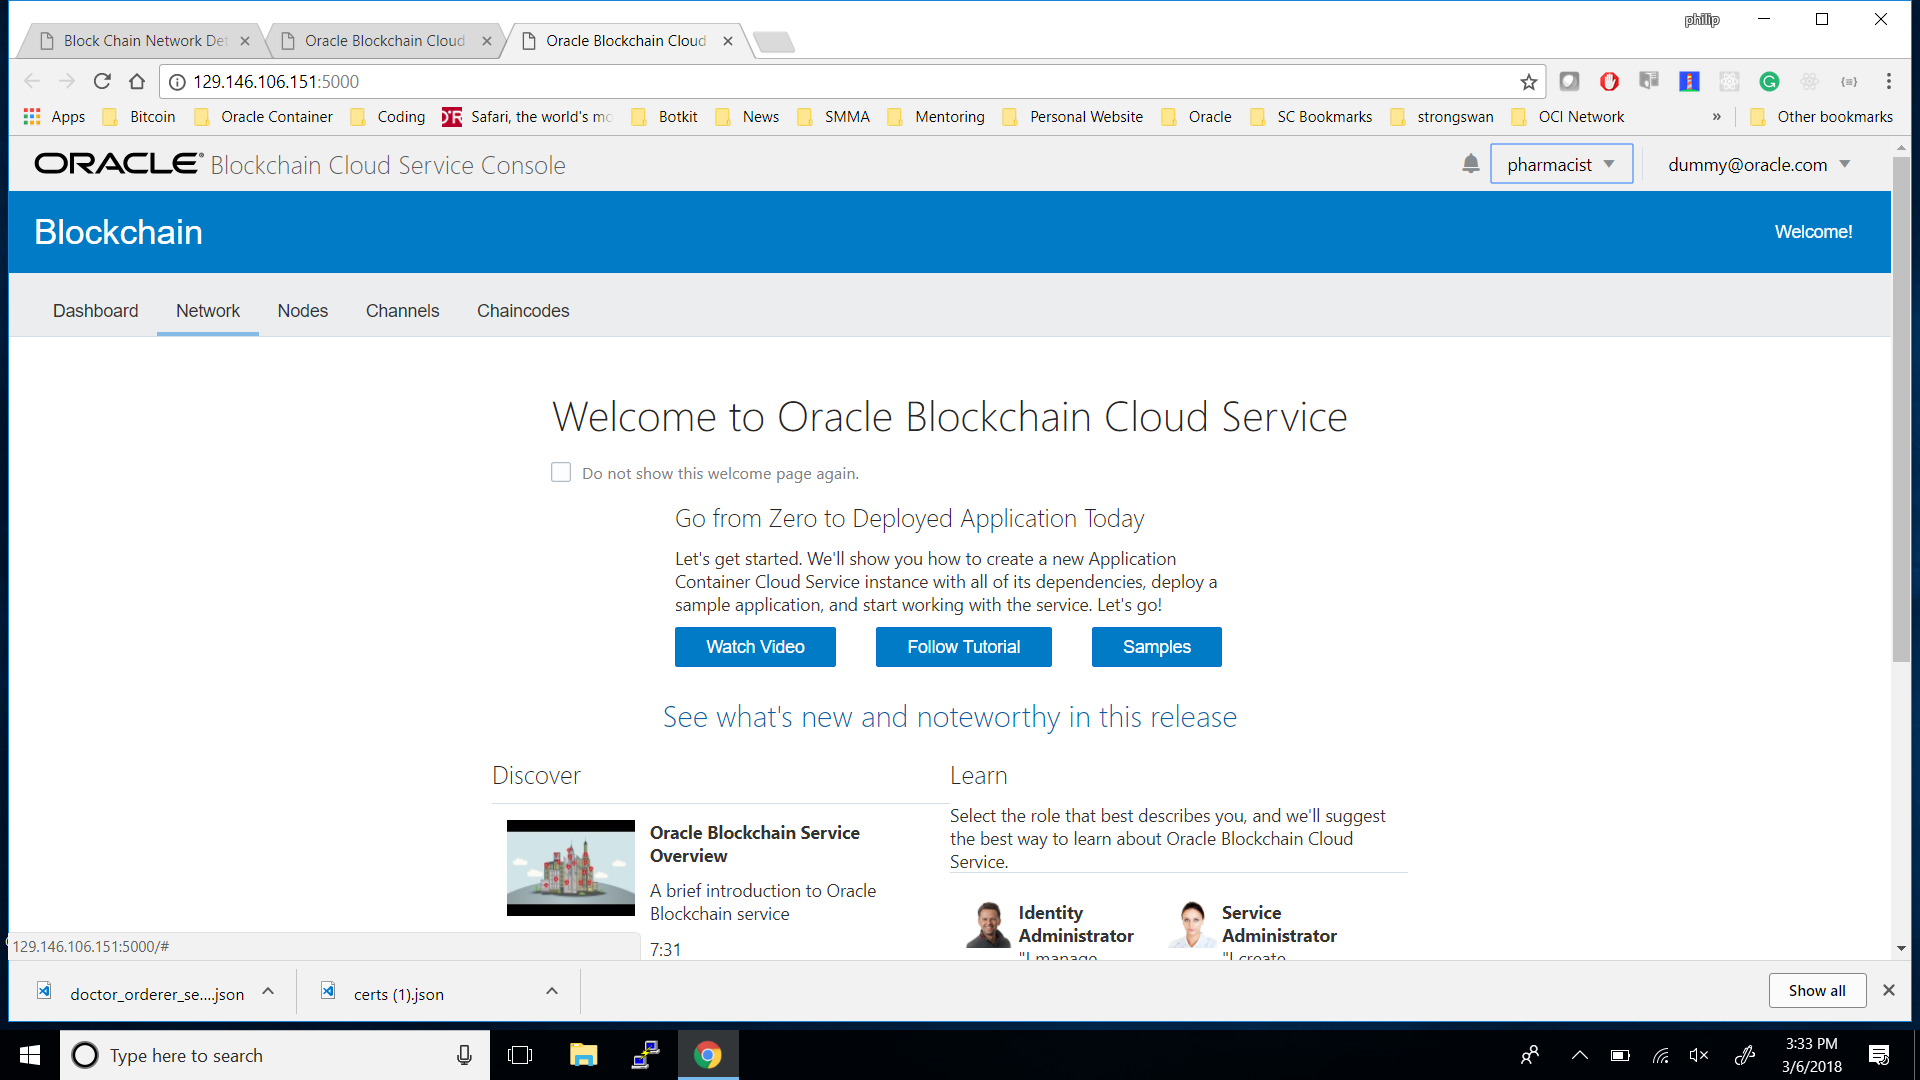 philip
Block Chain Network Det
Oracle Blockchain Cloud
Oracle Blockchain Cloud
129.146.106.151:5000
Apps
Bitcoin
Oracle Container
Coding
Safari, the world's mo
Botkit
News
SMMA
Mentoring
Personal Website
Oracle
SC Bookmarks
strongswan
OCI Network
»
Other bookmarks
ORACLE® Blockchain Cloud Service Console
pharmacist
dummy@oracle.com
Blockchain
Welcome!
Dashboard
Network
Nodes
Channels
Chaincodes
Welcome to Oracle Blockchain Cloud Service
Do not show this welcome page again.
Go from Zero to Deployed Application Today
Let's get started. We'll show you how to create a new Application
Container Cloud Service instance with all of its dependencies, deploy a
sample application, and start working with the service. Let's go!
Watch Video
Follow Tutorial
Samples
See what's new and noteworthy in this release
Discover
Oracle Blockchain Service
Overview
A brief introduction to Oracle
Blockchain service
7:31
Learn
Select the role that best describes you, and we'll suggest
the best way to learn about Oracle Blockchain Cloud
Service.
Identity
Administrator
"I manage
Service
Administrator
"I create
129.146.106.151:5000/#
doctor_orderer_se....json
certs (1).json
Show all
Type here to search
3:33 PM
3/6/2018